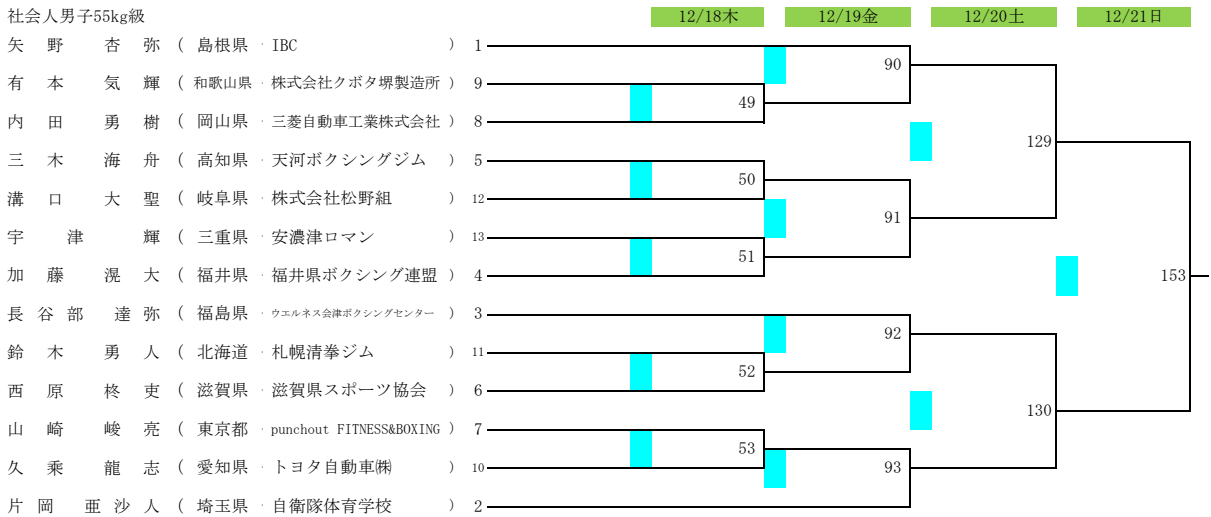 社会人男子55kg級 12/18木 12/19金 12/20土 12/21日
矢野 杏弥 ( 島根県 ・ IBC ) 1
90
有本 気輝 ( 和歌山県 ・ 株式会社クボタ堺製造所 ) 9
49
内田 勇樹 ( 岡山県 ・ 三菱自動車工業株式会社 ) 8
129
三木 海舟 ( 高知県 ・ 天河ボクシングジム ) 5
50
溝口 大聖 ( 岐阜県 ・ 株式会社松野組 ) 12
91
宇津 輝 ( 三重県 ・ 安濃津ロマン ) 13
51
加藤 滉大 ( 福井県 ・ 福井県ボクシング連盟 ) 4
153
長谷部 達弥 ( 福島県 ・ ウエルネス会津ボクシングセンター ) 3
92
鈴木 勇人 ( 北海道 ・ 札幌清拳ジム ) 11
52
西原 柊吏 ( 滋賀県 ・ 滋賀県スポーツ協会 ) 6
130
山崎 峻亮 ( 東京都 ・ punchout FITNESS&BOXING ) 7
53
久乗 龍志 ( 愛知県 ・ トヨタ自動車㈱ ) 10
93
片岡 亜沙人 ( 埼玉県 ・ 自衛隊体育学校 ) 2